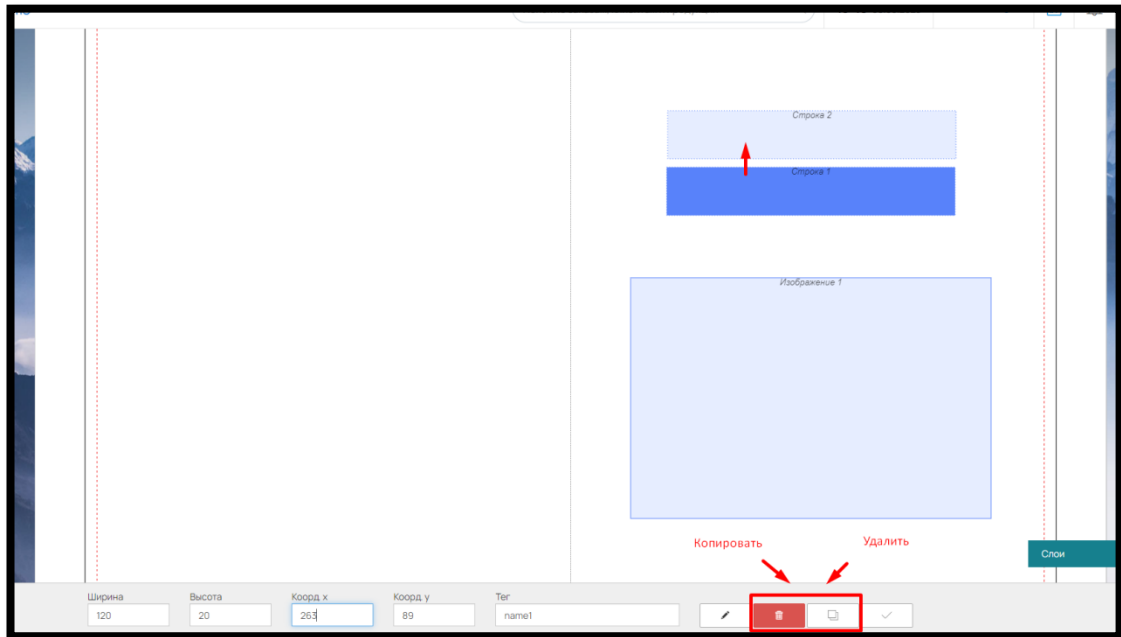 Строка 2
Строка 1
Изображение 1
Копировать
Удалить
Слои
Ширина
Высота
Коорд x
Коорд y
Тег
120
20
263
89
name1